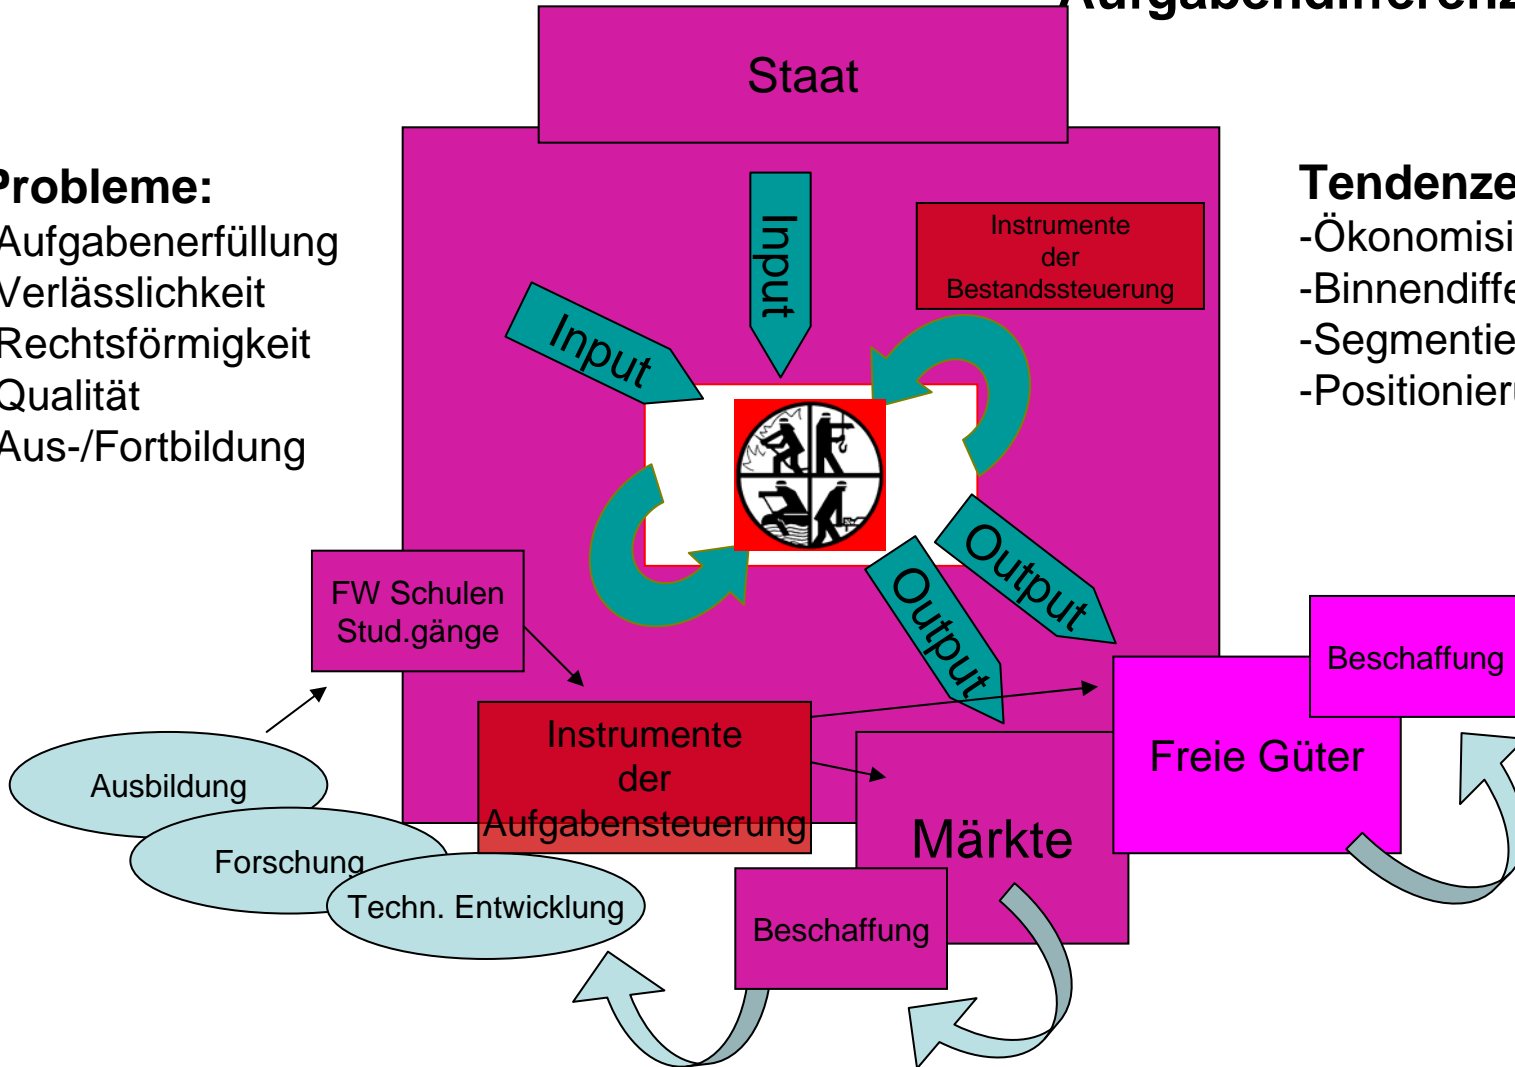 Aufgabendifferenz
Staat
Probleme:
Aufgabenerfüllung
Verlässlichkeit
Rechtsförmigkeit
Qualität
Aus-/Fortbildung
Input
Input
Instrumente
der
Bestandssteuerung
Tendenze
-Ökonomisi
-Binnendiffe
-Segmentie
-Positionier
Output
Output
FW Schulen
Stud.gänge
Instrumente
der
Aufgabensteuerung
Beschaffung
Freie Güter
Märkte
Beschaffung
Ausbildung
Forschung
Techn. Entwicklung